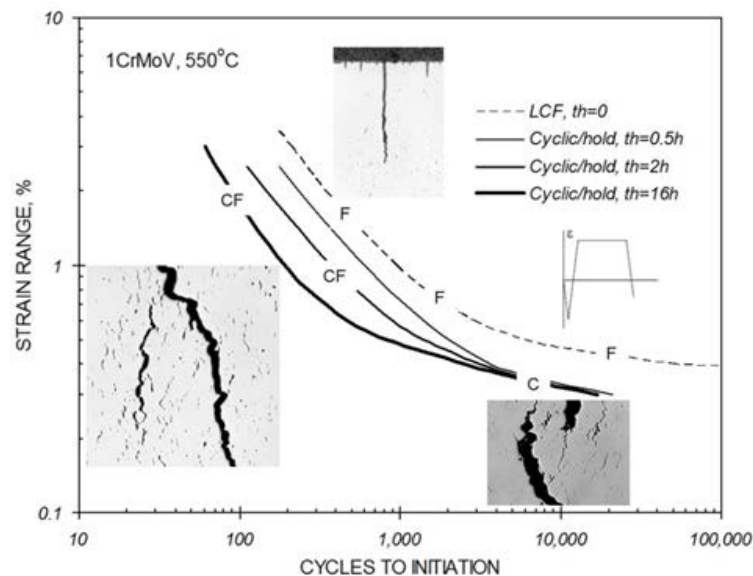 10
1CrMoV, 550°C
LCF, th=0
Cyclic/hold, th=0.5h
Cyclic/hold, th=2h
Cyclic/hold, th=16h
CF
F
ε
CF
F
F
C
1
0.1
STRAIN RANGE, %
10
100
1,000
10,000
100,000
CYCLES TO INITIATION